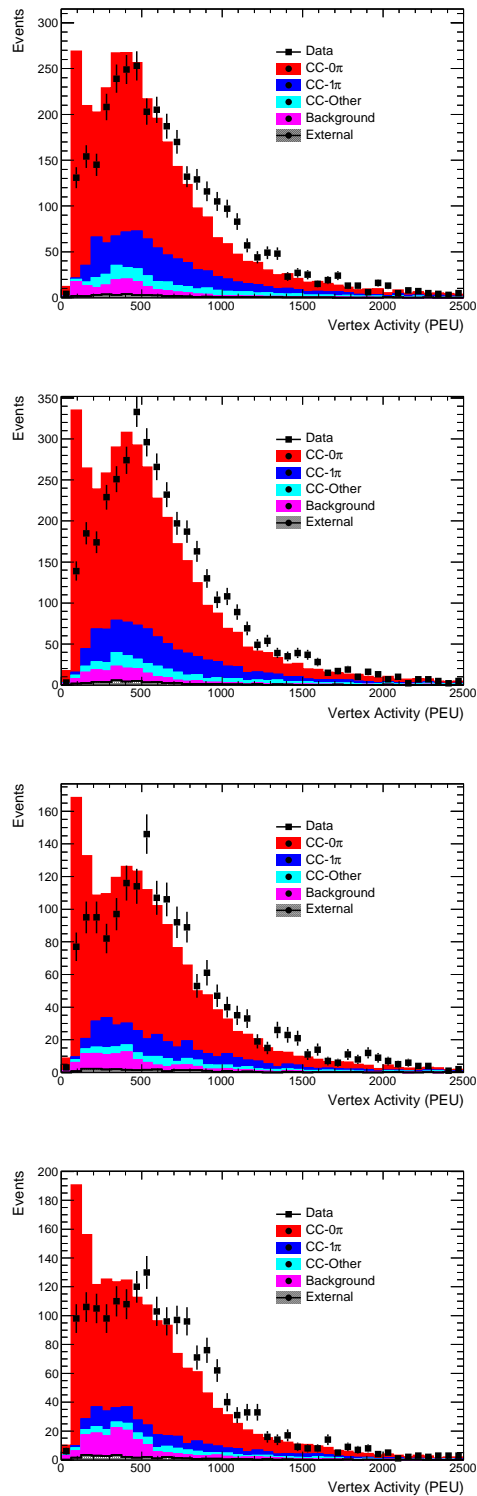 Events
300
250
200
150
100
50
0
0 500 1000 1500 2000 2500
Vertex Activity (PEU)
Data
CC-0π
CC-1π
CC-Other
Background
External
Events
350
300
250
200
150
100
50
0
0 500 1000 1500 2000 2500
Vertex Activity (PEU)
Data
CC-0π
CC-1π
CC-Other
Background
External
Events
160
140
120
100
80
60
40
20
0
0 500 1000 1500 2000 2500
Vertex Activity (PEU)
Data
CC-0π
CC-1π
CC-Other
Background
External
Events
200
180
160
140
120
100
80
60
40
20
0
0 500 1000 1500 2000 2500
Vertex Activity (PEU)
Data
CC-0π
CC-1π
CC-Other
Background
External